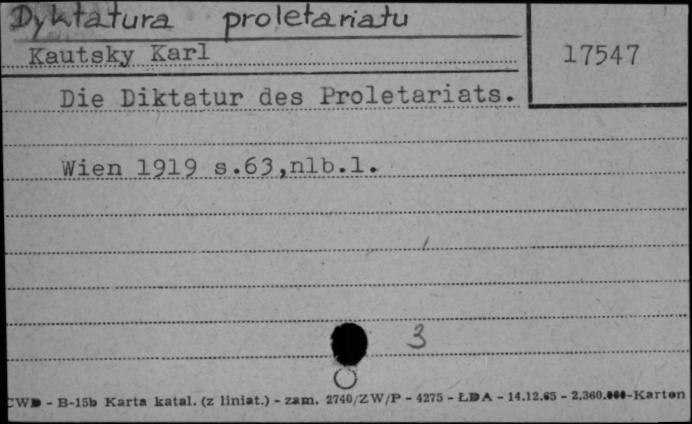 Dyktatura proletariatu
Kautsky Karl
17547
Die Diktatur des Proletariats.
Wien 1919 s.63,nlb.1.
3
CWD - B-15b Karta katal. (z liniat.) - zam. 2740/ZW/P - 4275 - ŁDA - 14.12.65 - 2.360.000-Karton